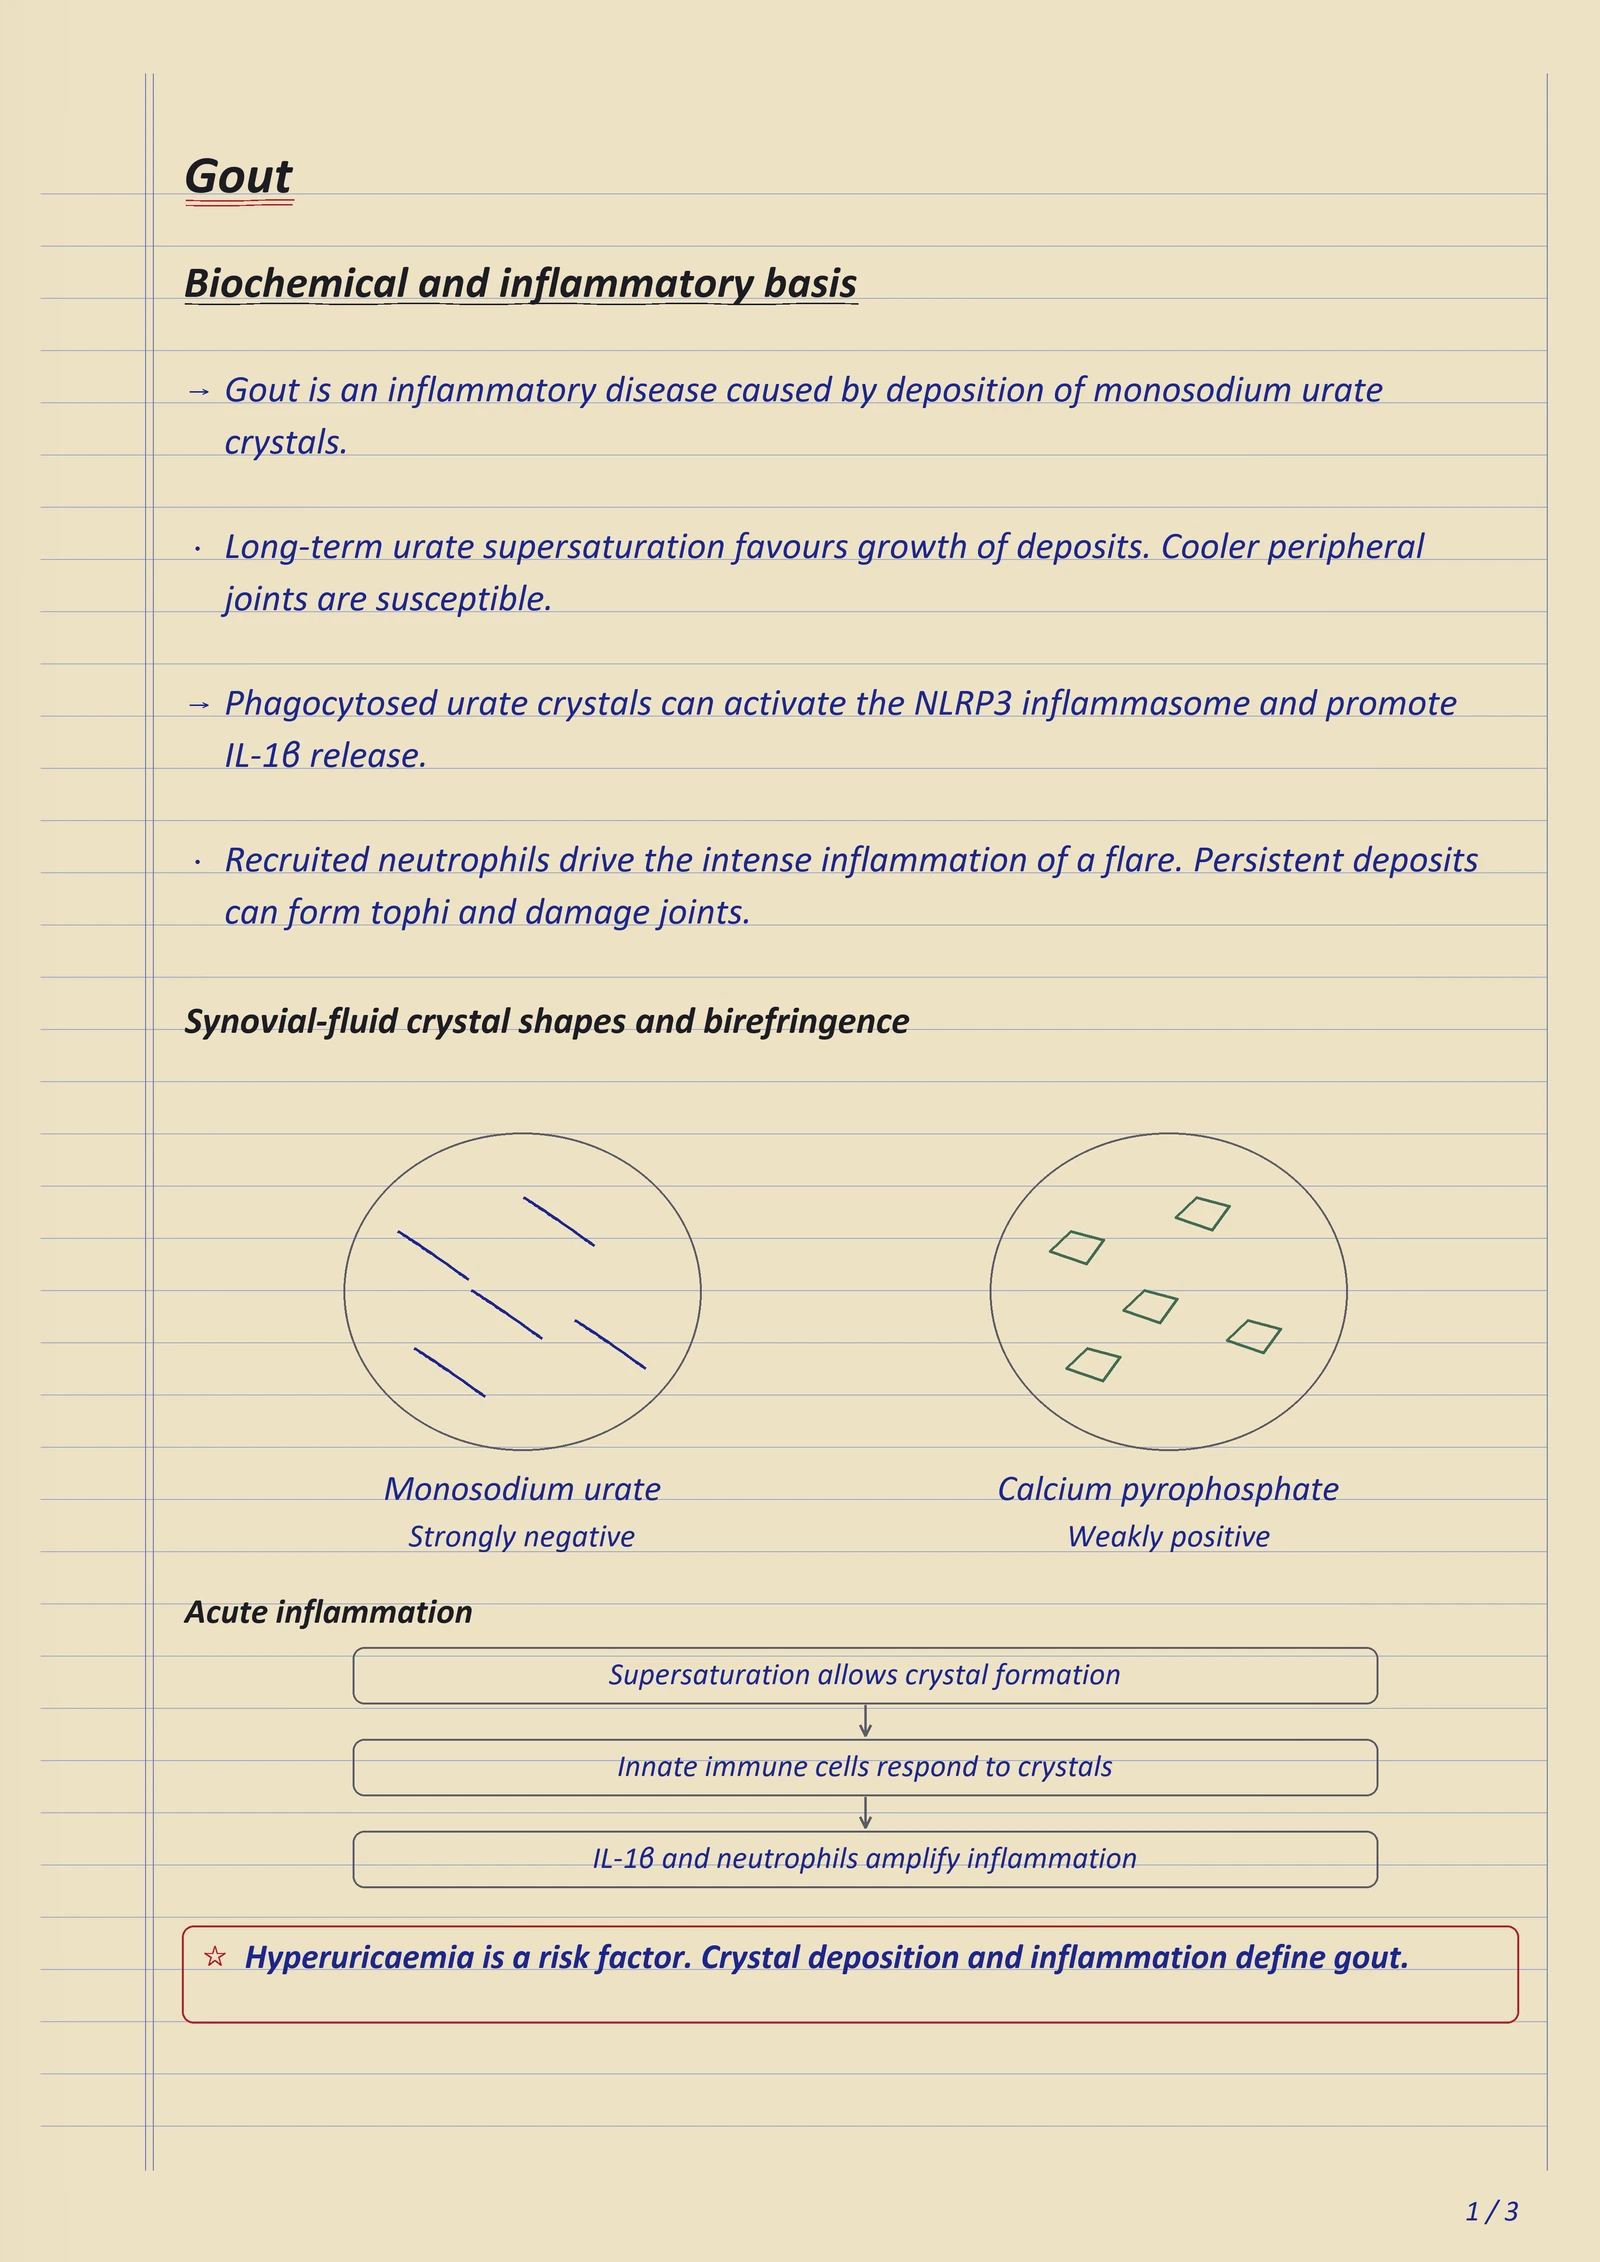 Gout
Biochemical and inflammatory basis
→ Gout is an inflammatory disease caused by deposition of monosodium urate
crystals.
· Long-term urate supersaturation favours growth of deposits. Cooler peripheral
joints are susceptible.
→ Phagocytosed urate crystals can activate the NLRP3 inflammasome and promote
IL-1β release.
· Recruited neutrophils drive the intense inflammation of a flare. Persistent deposits
can form tophi and damage joints.
Synovial-fluid crystal shapes and birefringence
Monosodium urate
Strongly negative
Calcium pyrophosphate
Weakly positive
Acute inflammation
Supersaturation allows crystal formation
Innate immune cells respond to crystals
IL-1β and neutrophils amplify inflammation
☆ Hyperuricaemia is a risk factor. Crystal deposition and inflammation define gout.
1 / 3